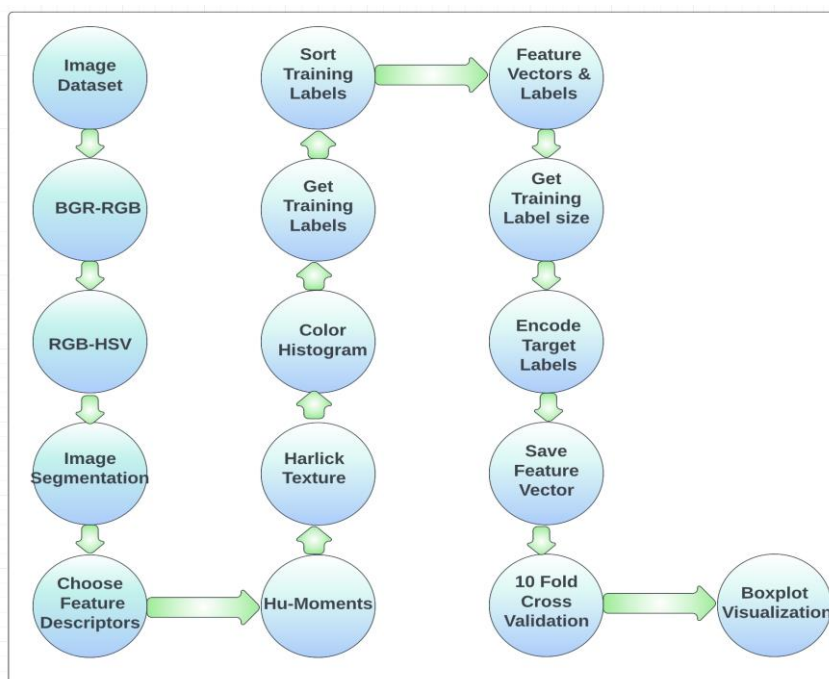 Image
Dataset
BGR-RGB
RGB-HSV
Image
Segmentation
Choose
Feature
Descriptors
Hu-Moments
Harlick
Texture
Color
Histogram
Get
Training
Labels
Sort
Training
Labels
Feature
Vectors &
Labels
Get
Training
Label size
Encode
Target
Labels
Save
Feature
Vector
10 Fold
Cross
Validation
Boxplot
Visualization